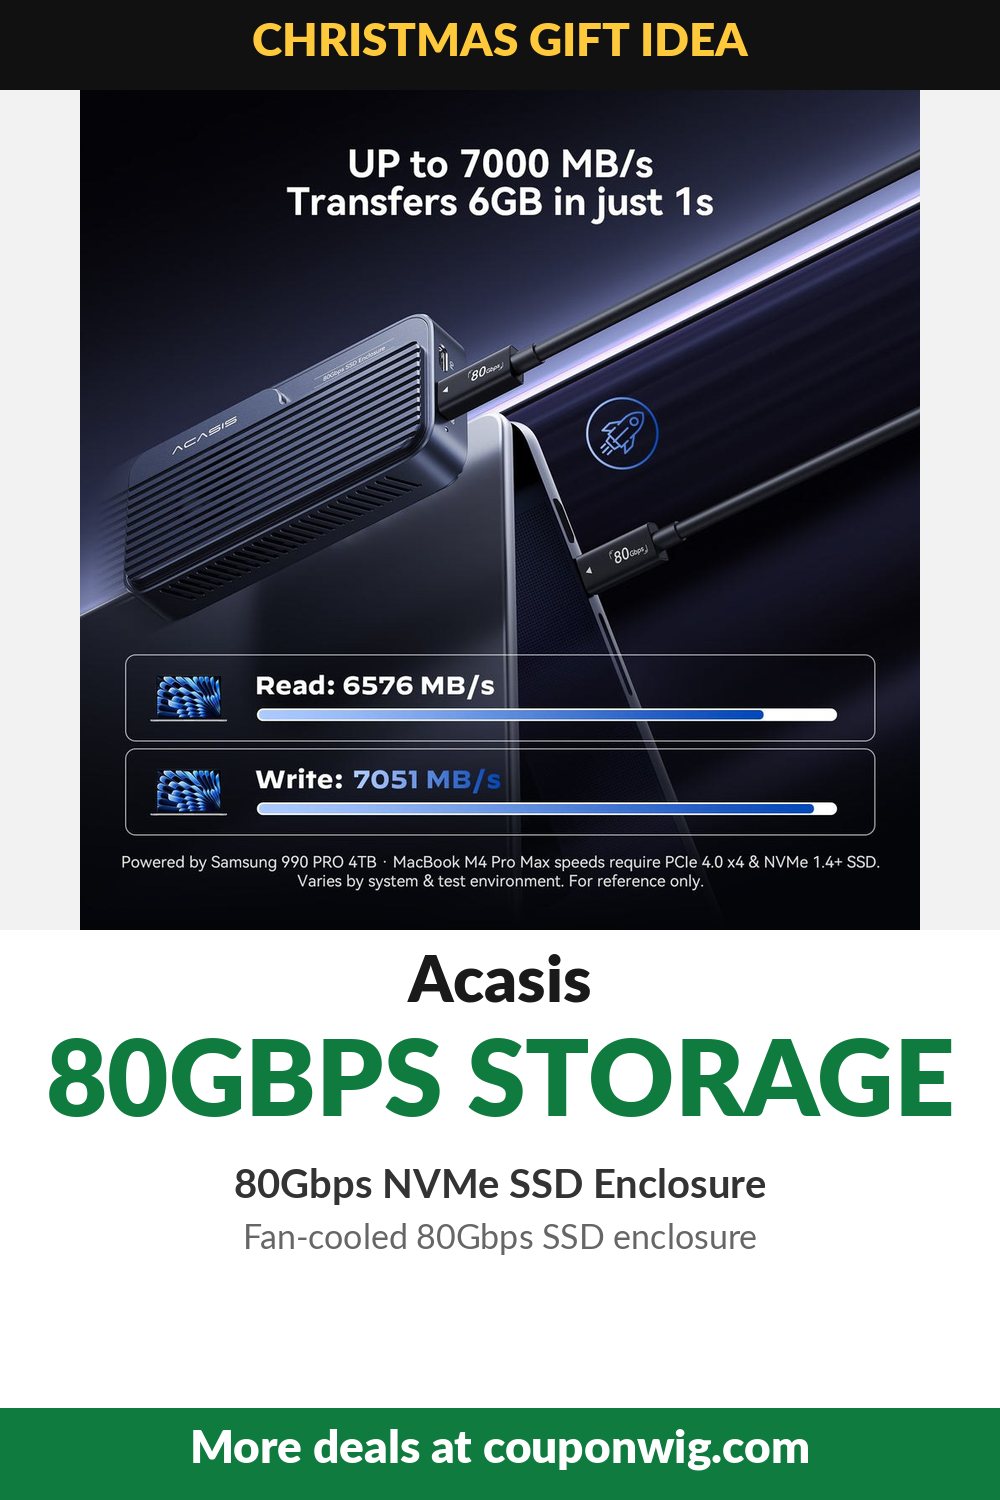 CHRISTMAS GIFT IDEA
UP to 7000 MB/s
Transfers 6GB in just 1s
80Gbps SSD Enclosure
ACASIS
80Gbps
80Gbps
Read: 6576 MB/s
Write: 7051 MB/s
Powered by Samsung 990 PRO 4TB · MacBook M4 Pro Max speeds require PCIe 4.0 x4 & NVMe 1.4+ SSD.
Varies by system & test environment. For reference only.
Acasis
80GBPS STORAGE
80Gbps NVMe SSD Enclosure
Fan-cooled 80Gbps SSD enclosure
More deals at couponwig.com